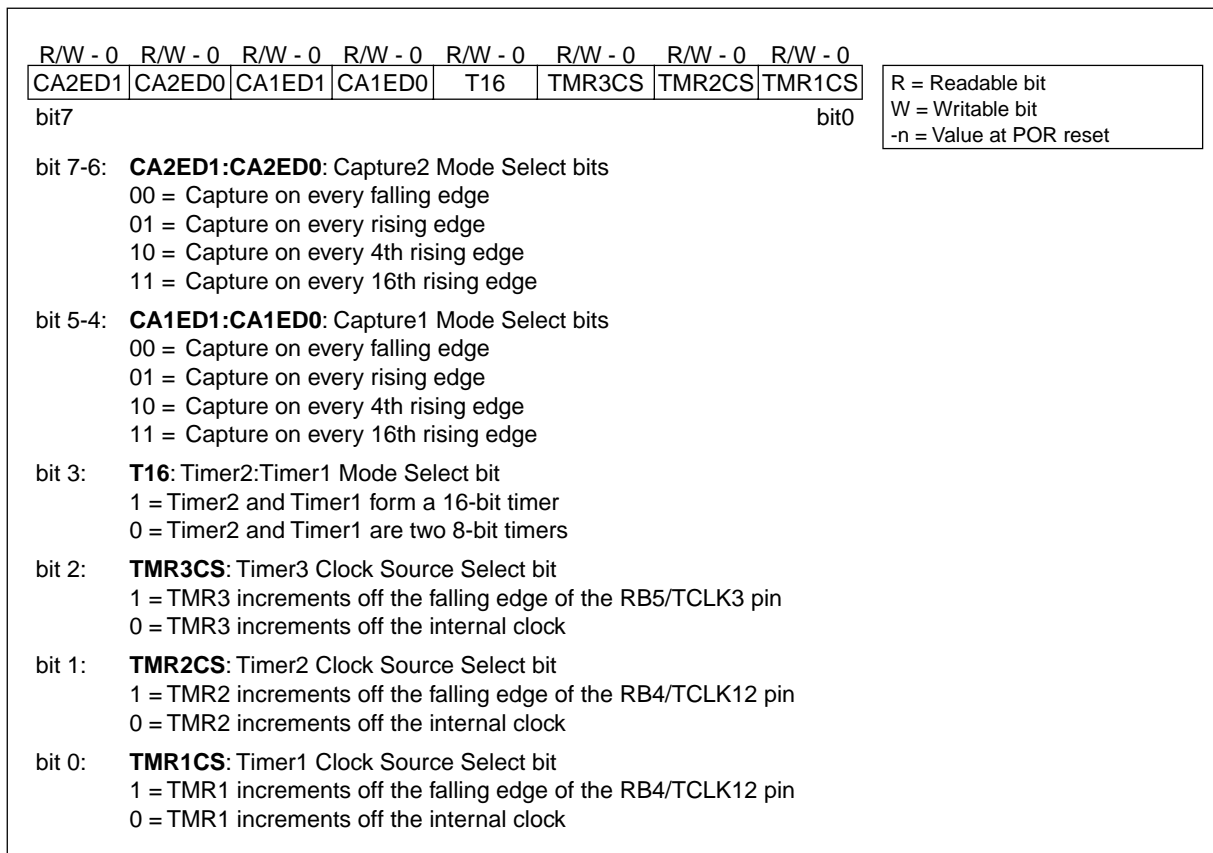 R/W - 0 R/W - 0 R/W - 0 R/W - 0 R/W - 0 R/W - 0 R/W - 0 R/W - 0
CA2ED1 CA2ED0 CA1ED1 CA1ED0 T16 TMR3CS TMR2CS TMR1CS
bit7 bit0
R = Readable bit
W = Writable bit
-n = Value at POR reset
bit 7-6: CA2ED1:CA2ED0: Capture2 Mode Select bits
00 = Capture on every falling edge
01 = Capture on every rising edge
10 = Capture on every 4th rising edge
11 = Capture on every 16th rising edge
bit 5-4: CA1ED1:CA1ED0: Capture1 Mode Select bits
00 = Capture on every falling edge
01 = Capture on every rising edge
10 = Capture on every 4th rising edge
11 = Capture on every 16th rising edge
bit 3: T16: Timer2:Timer1 Mode Select bit
1 = Timer2 and Timer1 form a 16-bit timer
0 = Timer2 and Timer1 are two 8-bit timers
bit 2: TMR3CS: Timer3 Clock Source Select bit
1 = TMR3 increments off the falling edge of the RB5/TCLK3 pin
0 = TMR3 increments off the internal clock
bit 1: TMR2CS: Timer2 Clock Source Select bit
1 = TMR2 increments off the falling edge of the RB4/TCLK12 pin
0 = TMR2 increments off the internal clock
bit 0: TMR1CS: Timer1 Clock Source Select bit
1 = TMR1 increments off the falling edge of the RB4/TCLK12 pin
0 = TMR1 increments off the internal clock